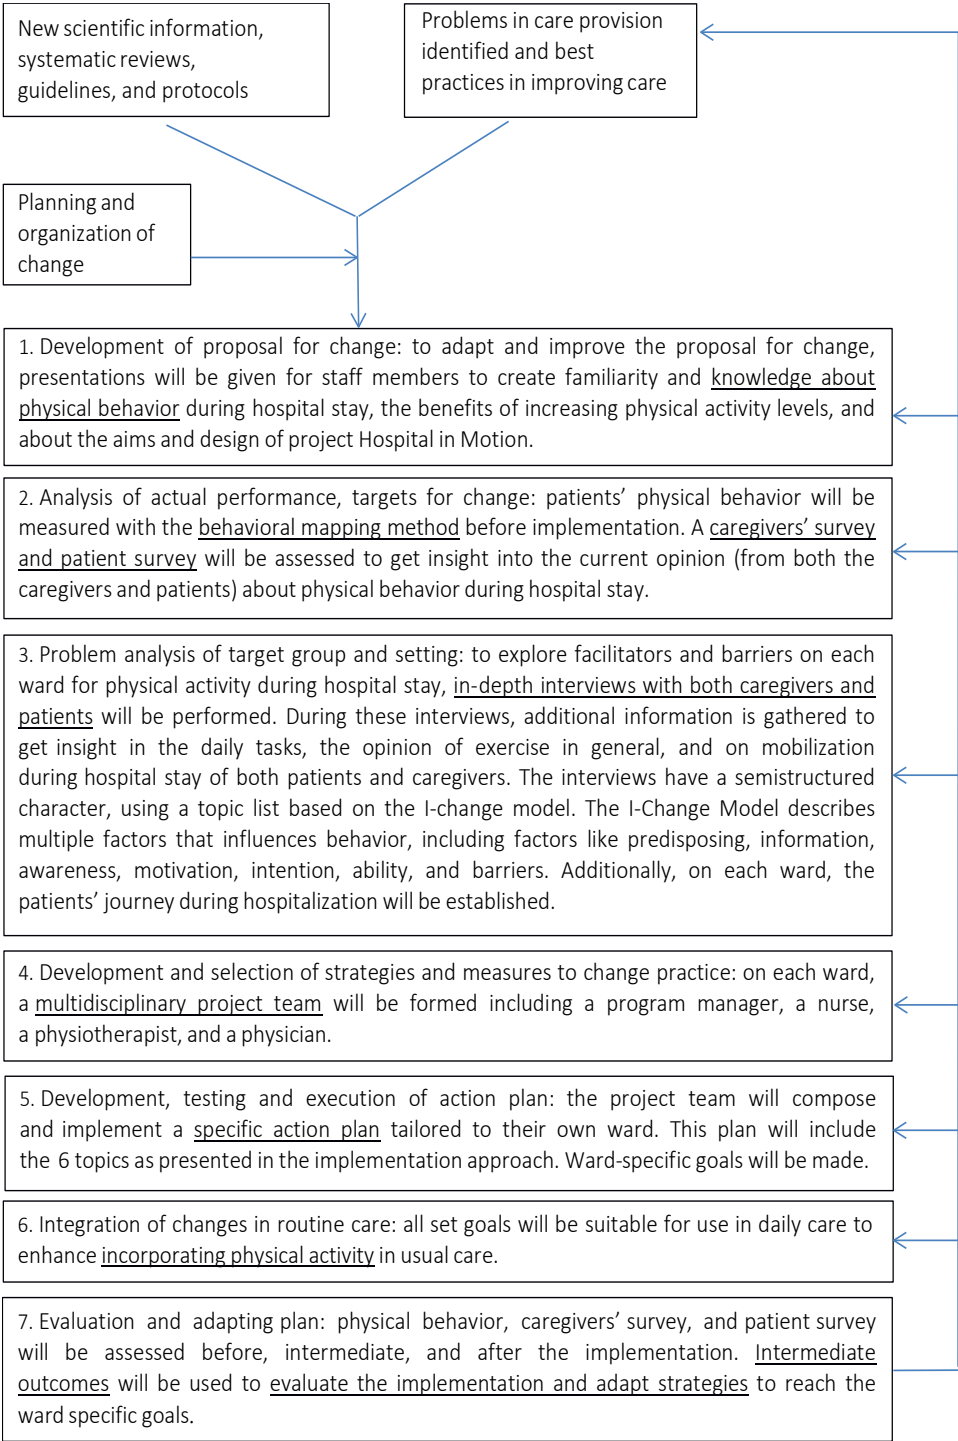 New scientific information,
systematic reviews,
guidelines, and protocols
Problems in care provision
identified and best
practices in improving care
Planning and
organization of
change
1. Development of proposal for change: to adapt and improve the proposal for change,
presentations will be given for staff members to create familiarity and knowledge about
physical behavior during hospital stay, the benefits of increasing physical activity levels, and
about the aims and design of project Hospital in Motion.
2. Analysis of actual performance, targets for change: patients’ physical behavior will be
measured with the behavioral mapping method before implementation. A caregivers’ survey
and patient survey will be assessed to get insight into the current opinion (from both the
caregivers and patients) about physical behavior during hospital stay.
3. Problem analysis of target group and setting: to explore facilitators and barriers on each
ward for physical activity during hospital stay, in-depth interviews with both caregivers and
patients will be performed. During these interviews, additional information is gathered to
get insight in the daily tasks, the opinion of exercise in general, and on mobilization
during hospital stay of both patients and caregivers. The interviews have a semistructured
character, using a topic list based on the I-change model. The I-Change Model describes
multiple factors that influences behavior, including factors like predisposing, information,
awareness, motivation, intention, ability, and barriers. Additionally, on each ward, the
patients’ journey during hospitalization will be established.
4. Development and selection of strategies and measures to change practice: on each ward,
a multidisciplinary project team will be formed including a program manager, a nurse,
a physiotherapist, and a physician.
5. Development, testing and execution of action plan: the project team will compose
and implement a specific action plan tailored to their own ward. This plan will include
the 6 topics as presented in the implementation approach. Ward-specific goals will be made.
6. Integration of changes in routine care: all set goals will be suitable for use in daily care to
enhance incorporating physical activity in usual care.
7. Evaluation and adapting plan: physical behavior, caregivers’ survey, and patient survey
will be assessed before, intermediate, and after the implementation. Intermediate
outcomes will be used to evaluate the implementation and adapt strategies to reach the
ward specific goals.